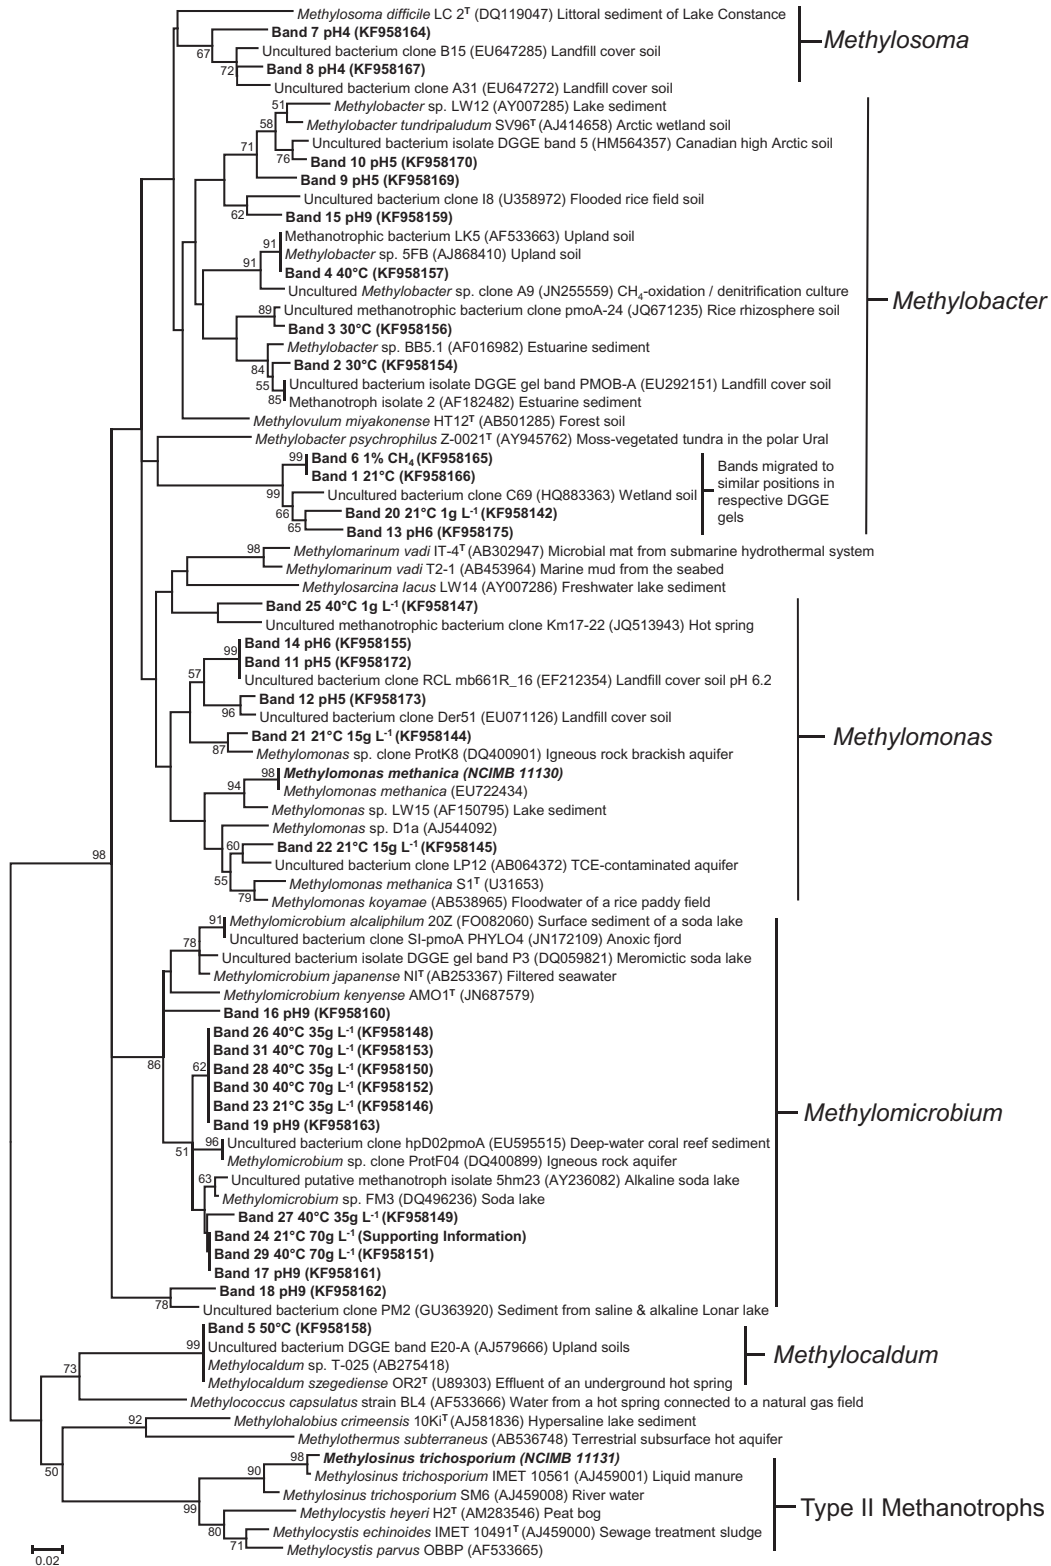 Methylosoma difficile LC 2ᵀ (DQ119047) Littoral sediment of Lake Constance
Band 7 pH4 (KF958164)
67
Uncultured bacterium clone B15 (EU647285) Landfill cover soil
72
Band 8 pH4 (KF958167)
Uncultured bacterium clone A31 (EU647272) Landfill cover soil
Methylosoma
51
Methylobacter sp. LW12 (AY007285) Lake sediment
58
Methylobacter tundripaludum SV96ᵀ (AJ414658) Arctic wetland soil
71
Uncultured bacterium isolate DGGE band 5 (HM564357) Canadian high Arctic soil
76
Band 10 pH5 (KF958170)
Band 9 pH5 (KF958169)
Uncultured bacterium clone I8 (U358972) Flooded rice field soil
62
Band 15 pH9 (KF958159)
Methanotrophic bacterium LK5 (AF533663) Upland soil
91
Methylobacter sp. 5FB (AJ868410) Upland soil
91
Band 4 40°C (KF958157)
Uncultured Methylobacter sp. clone A9 (JN255559) CH₄-oxidation / denitrification culture
89
Uncultured methanotrophic bacterium clone pmoA-24 (JQ671235) Rice rhizosphere soil
Band 3 30°C (KF958156)
Methylobacter sp. BB5.1 (AF016982) Estuarine sediment
84
Band 2 30°C (KF958154)
55
Uncultured bacterium isolate DGGE gel band PMOB-A (EU292151) Landfill cover soil
85
Methanotroph isolate 2 (AF182482) Estuarine sediment
Methylovulum miyakonense HT12ᵀ (AB501285) Forest soil
Methylobacter psychrophilus Z-0021ᵀ (AY945762) Moss-vegetated tundra in the polar Ural
99
Band 6 1% CH₄ (KF958165)
Band 1 21°C (KF958166)
99
Uncultured bacterium clone C69 (HQ883363) Wetland soil
66
Band 20 21°C 1g L⁻¹ (KF958142)
65
Band 13 pH6 (KF958175)
Bands migrated to
similar positions in
respective DGGE
gels
Methylobacter
98
Methylomarinum vadi IT-4ᵀ (AB302947) Microbial mat from submarine hydrothermal system
Methylomarinum vadi T2-1 (AB453964) Marine mud from the seabed
Methylosarcina lacus LW14 (AY007286) Freshwater lake sediment
Band 25 40°C 1g L⁻¹ (KF958147)
Uncultured methanotrophic bacterium clone Km17-22 (JQ513943) Hot spring
Band 14 pH6 (KF958155)
99
Band 11 pH5 (KF958172)
57
Uncultured bacterium clone RCL mb661R_16 (EF212354) Landfill cover soil pH 6.2
Band 12 pH5 (KF958173)
96
Uncultured bacterium clone Der51 (EU071126) Landfill cover soil
Band 21 21°C 15g L⁻¹ (KF958144)
87
Methylomonas sp. clone ProtK8 (DQ400901) Igneous rock brackish aquifer
98
Methylomonas methanica (NCIMB 11130)
94
Methylomonas methanica (EU722434)
Methylomonas sp. LW15 (AF150795) Lake sediment
Methylomonas sp. D1a (AJ544092)
60
Band 22 21°C 15g L⁻¹ (KF958145)
98
Uncultured bacterium clone LP12 (AB064372) TCE-contaminated aquifer
55
Methylomonas methanica S1ᵀ (U31653)
79
Methylomonas koyamae (AB538965) Floodwater of a rice paddy field
Methylomonas
91
Methylomicrobium alcaliphilum 20Z (FO082060) Surface sediment of a soda lake
78
Uncultured bacterium clone SI-pmoA PHYLO4 (JN172109) Anoxic fjord
Uncultured bacterium isolate DGGE gel band P3 (DQ059821) Meromictic soda lake
Methylomicrobium japanense NIᵀ (AB253367) Filtered seawater
Methylomicrobium kenyense AMO1ᵀ (JN687579)
Band 16 pH9 (KF958160)
86
Band 26 40°C 35g L⁻¹ (KF958148)
Band 31 40°C 70g L⁻¹ (KF958153)
62
Band 28 40°C 35g L⁻¹ (KF958150)
Band 30 40°C 70g L⁻¹ (KF958152)
Band 23 21°C 35g L⁻¹ (KF958146)
Band 19 pH9 (KF958163)
96
Uncultured bacterium clone hpD02pmoA (EU595515) Deep-water coral reef sediment
51
Methylomicrobium sp. clone ProtF04 (DQ400899) Igneous rock aquifer
63
Uncultured putative methanotroph isolate 5hm23 (AY236082) Alkaline soda lake
Methylomicrobium sp. FM3 (DQ496236) Soda lake
Band 27 40°C 35g L⁻¹ (KF958149)
Band 24 21°C 70g L⁻¹ (Supporting Information)
Band 29 40°C 70g L⁻¹ (KF958151)
Band 17 pH9 (KF958161)
Band 18 pH9 (KF958162)
78
Uncultured bacterium clone PM2 (GU363920) Sediment from saline & alkaline Lonar lake
Methylomicrobium
Band 5 50°C (KF958158)
99
Uncultured bacterium DGGE band E20-A (AJ579666) Upland soils
73
Methylocaldum sp. T-025 (AB275418)
Methylocaldum szegediense OR2ᵀ (U89303) Effluent of an underground hot spring
Methylocaldum
Methylococcus capsulatus strain BL4 (AF533666) Water from a hot spring connected to a natural gas field
92
Methylohalobius crimeensis 10Kiᵀ (AJ581836) Hypersaline lake sediment
Methylothermus subterraneus (AB536748) Terrestrial subsurface hot aquifer
50
98
Methylosinus trichosporium (NCIMB 11131)
90
Methylosinus trichosporium IMET 10561 (AJ459001) Liquid manure
Methylosinus trichosporium SM6 (AJ459008) River water
99
Methylocystis heyeri H2ᵀ (AM283546) Peat bog
80
Methylocystis echinoides IMET 10491ᵀ (AJ459000) Sewage treatment sludge
71
Methylocystis parvus OBBP (AF533665)
Type II Methanotrophs
0.02